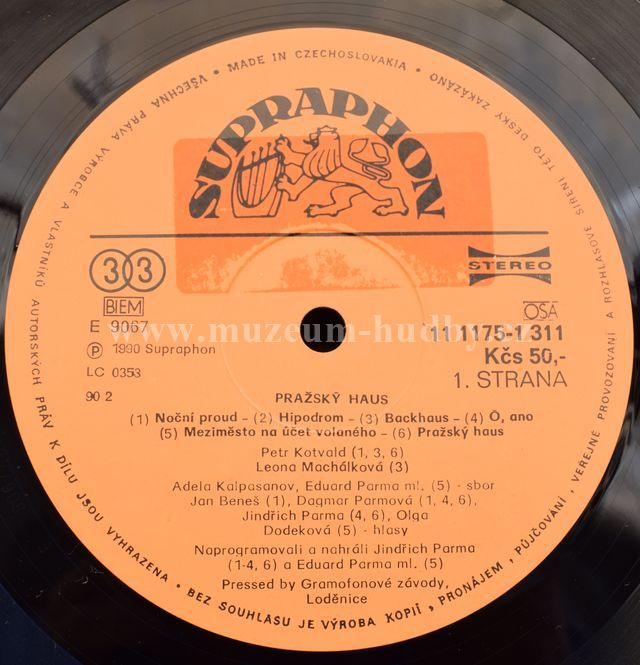 • MADE IN CZECHOSLOVAKIA •
VŠECHNA PRÁVA VÝROBCE A VLASTNÍKŮ AUTORSKÝCH PRÁV K DÍLU JSOU VYHRAZENA • BEZ SOUHLASU JE VÝROBA KOPIÍ, PRONÁJEM, PŮJČOVÁNÍ, VEŘEJNÉ PROVOZOVÁNÍ A ROZHLASOVÉ ŠÍŘENÍ TÉTO DESKY ZAKÁZÁNO
SUPRAPHON
33
STEREO
BIEM
OSA
E 9067
11 1175-1 311
www.muzeum-hudby.cz
Ⓟ 1990 Supraphon
Kčs 50,-
LC 0353
1. STRANA
90 2
PRAŽSKÝ HAUS
(1) Noční proud - (2) Hipodrom - (3) Backhaus - (4) Ó, ano
(5) Meziměsto na účet volaného - (6) Pražský haus
Petr Kotvald (1, 3, 6)
Leona Machálková (3)
Adela Kalpasanov, Eduard Parma ml. (5) - sbor
Jan Beneš (1), Dagmar Parmová (1, 4, 6),
Jindřich Parma (4, 6), Olga
Dodeková (5) - hlasy
Naprogramovali a nahráli Jindřich Parma
(1-4, 6) a Eduard Parma ml. (5)
Pressed by Gramofonové závody,
Loděnice